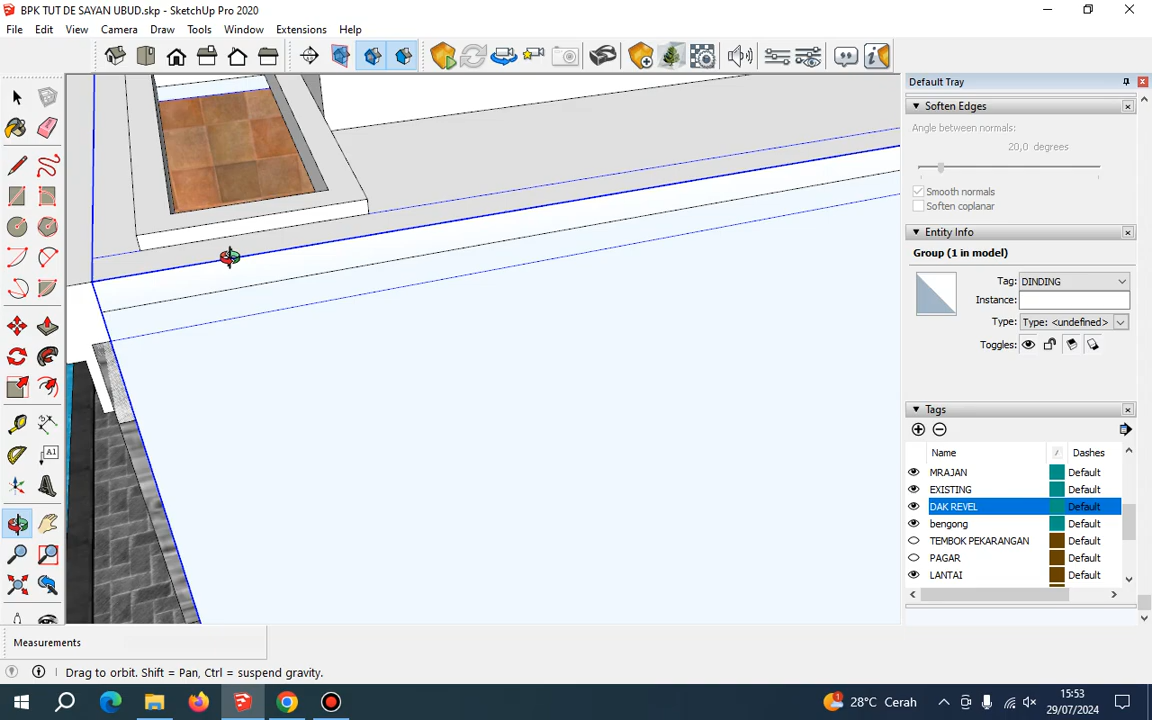 BPK TUT DE SAYAN UBUD.skp - SketchUp Pro 2020
File Edit View Camera Draw Tools Window Extensions Help
Default Tray
Soften Edges
Angle between normals:
20,0 degrees
Smooth normals
Soften coplanar
Entity Info
Group (1 in model)
Tag: DINDING
Instance:
Type: Type: <undefined>
Toggles:
Tags
Name Dashes
MRAJAN Default
EXISTING Default
DAK REVEL Default
bengong Default
TEMBOK PEKARANGAN Default
PAGAR Default
LANTAI Default
A1
Measurements
Drag to orbit. Shift = Pan, Ctrl = suspend gravity.
28°C Cerah
15:53
29/07/2024